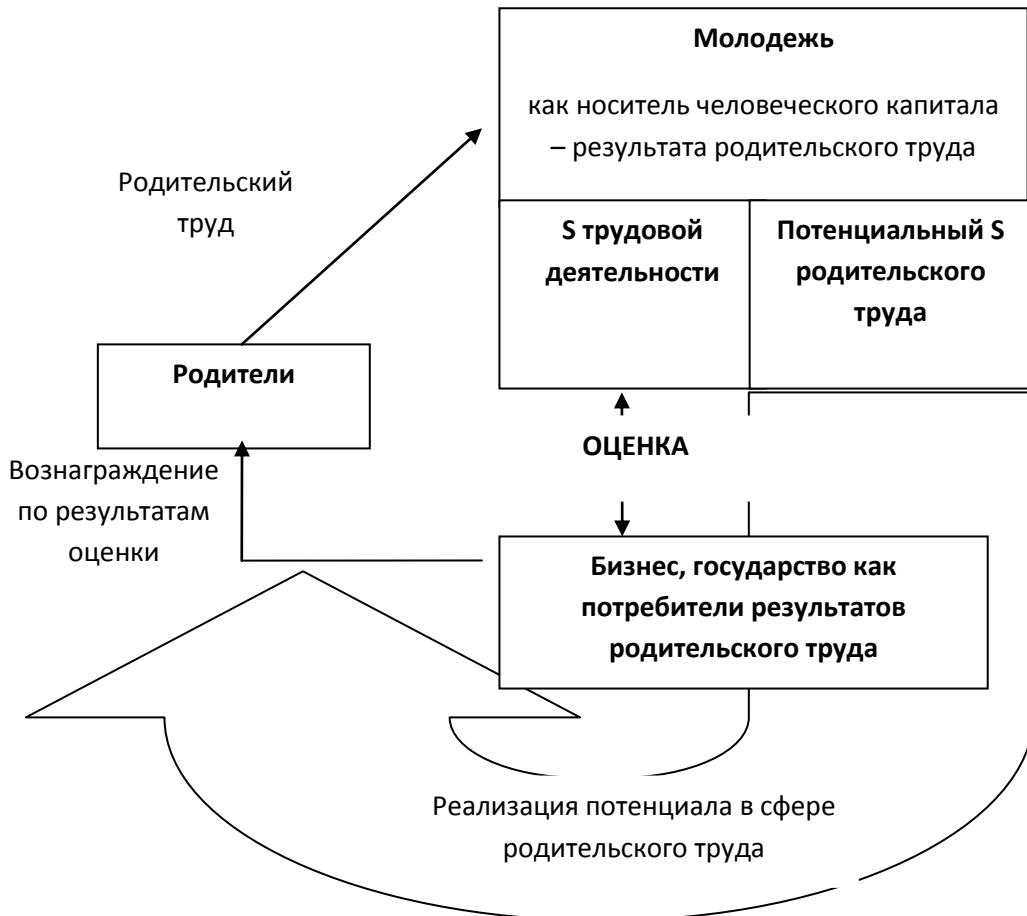 Молодежь
как носитель человеческого капитала
– результата родительского труда
Родительский
труд
S трудовой
деятельности
Потенциальный S
родительского
труда
Родители
ОЦЕНКА
Вознаграждение
по результатам
оценки
Бизнес, государство как
потребители результатов
родительского труда
Реализация потенциала в сфере
родительского труда